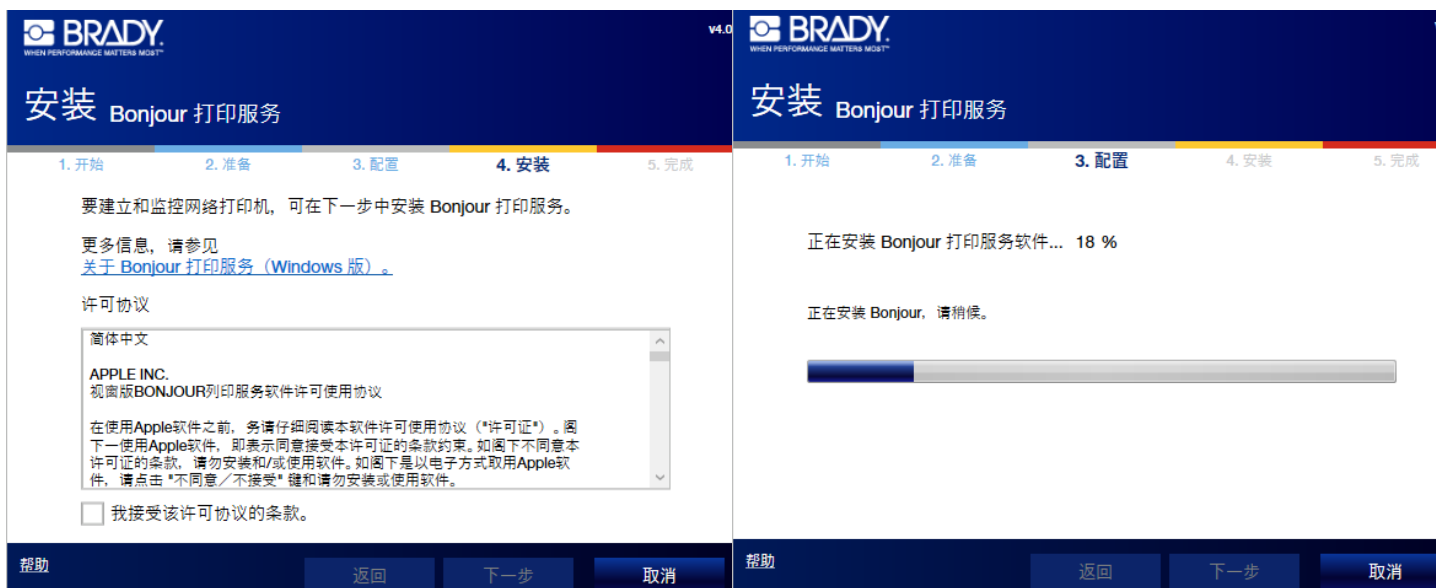 BRADY.
WHEN PERFORMANCE MATTERS MOST™
v4.0
安装 Bonjour 打印服务
1. 开始
2. 准备
3. 配置
4. 安装
5. 完成
要建立和监控网络打印机，可在下一步中安装 Bonjour 打印服务。
更多信息，请参见
关于 Bonjour 打印服务（Windows 版）。
许可协议
简体中文
APPLE INC.
视窗版BONJOUR列印服务软件许可使用协议
在使用Apple软件之前，务请仔细阅读本软件许可使用协议（"许可证"）。阁
下一使用Apple软件，即表示同意接受本许可证的条款约束。如阁下不同意本
许可证的条款，请勿安装和/或使用软件。如阁下是以电子方式取用Apple软
件，请点击 "不同意／不接受" 键和请勿安装或使用软件。
我接受该许可协议的条款。
帮助
返回
下一步
取消
BRADY.
WHEN PERFORMANCE MATTERS MOST™
安装 Bonjour 打印服务
1. 开始
2. 准备
3. 配置
4. 安装
5. 完成
正在安装 Bonjour 打印服务软件... 18 %
正在安装 Bonjour，请稍候。
帮助
返回
下一步
取消